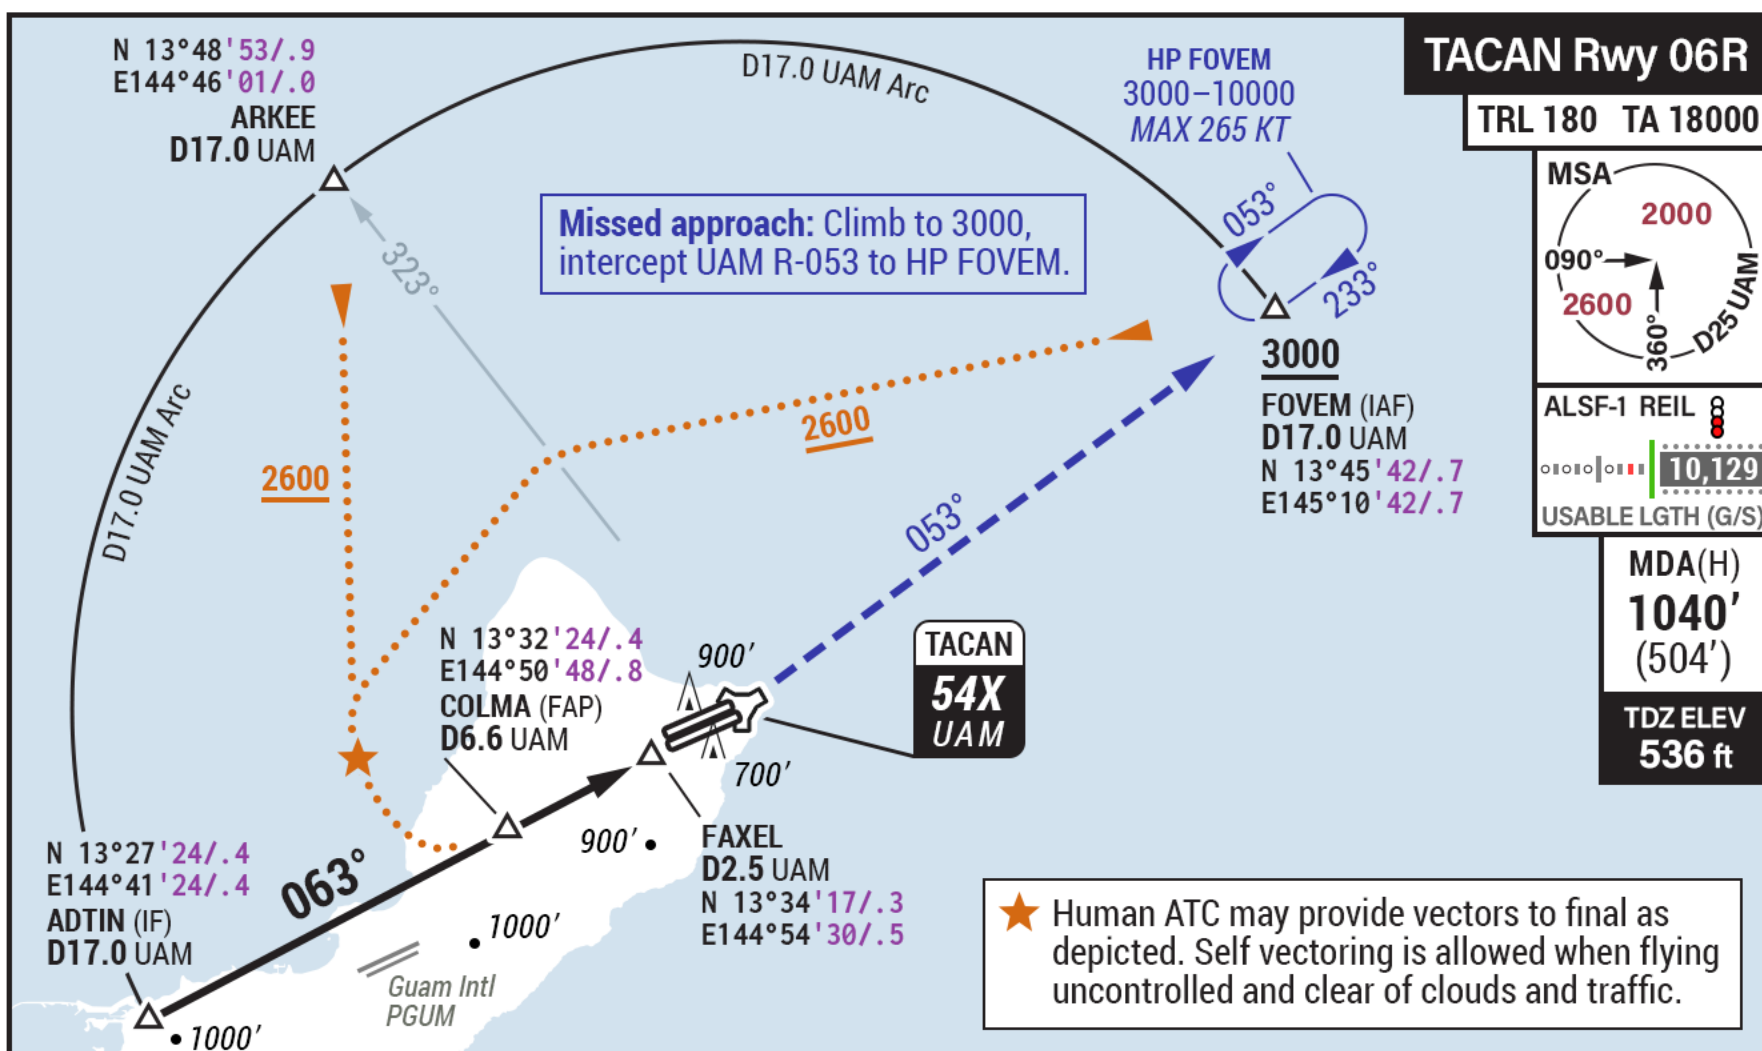 N 13°48'53/.9
E144°46'01/.0
ARKEE
D17.0 UAM
D17.0 UAM Arc
HP FOVEM
3000–10000
MAX 265 KT
TACAN Rwy 06R
TRL 180 TA 18000
MSA
2000
090°
2600
360°
D25 UAM
Missed approach: Climb to 3000,
intercept UAM R-053 to HP FOVEM.
053°
233°
323°
3000
FOVEM (IAF)
D17.0 UAM
N 13°45'42/.7
E145°10'42/.7
ALSF-1 REIL
10,129
USABLE LGTH (G/S)
MDA(H)
1040'
(504')
TDZ ELEV
536 ft
D17.0 UAM Arc
2600
2600
053°
N 13°32'24/.4
E144°50'48/.8
COLMA (FAP)
D6.6 UAM
900'
TACAN
54X
UAM
700'
N 13°27'24/.4
E144°41'24/.4
ADTIN (IF)
D17.0 UAM
063°
900'
FAXEL
D2.5 UAM
N 13°34'17/.3
E144°54'30/.5
1000'
Guam Intl
PGUM
1000'
Human ATC may provide vectors to final as
depicted. Self vectoring is allowed when flying
uncontrolled and clear of clouds and traffic.